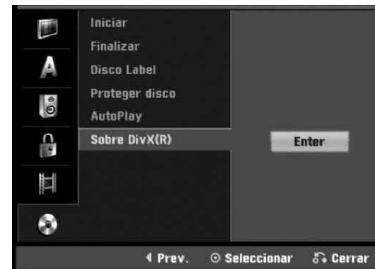 Iniciar
Finalizar
Disco Label
Proteger disco
AutoPlay
Sobre DivX(R)
Enter
A
Prev. Seleccionar Cerrar